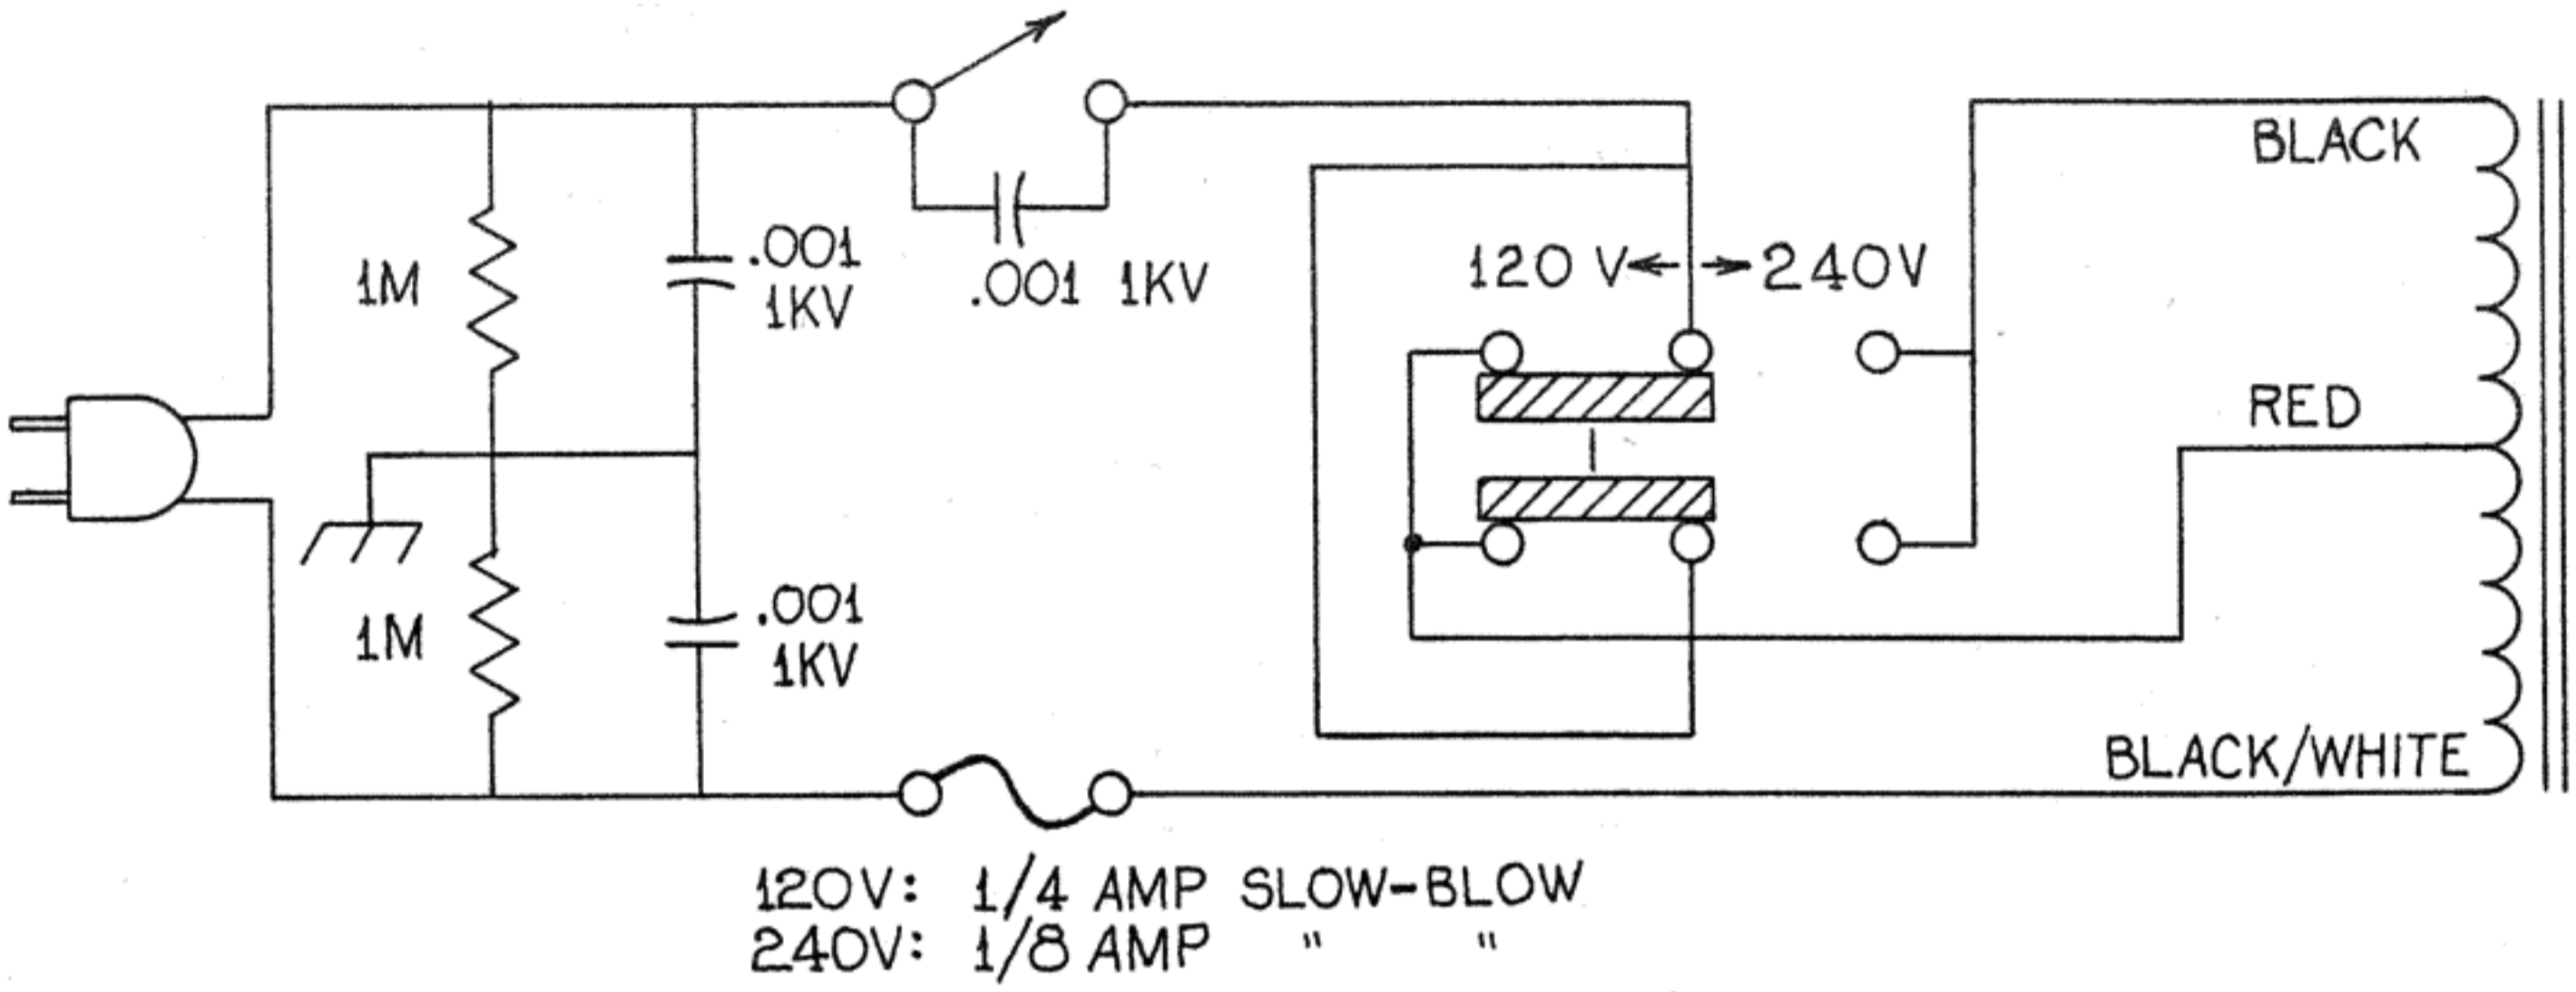 .001
1KV
1M
.001 1KV
120 V ← → 240V
BLACK
RED
.001
1KV
1M
BLACK/WHITE
120V: 1/4 AMP SLOW-BLOW
240V: 1/8 AMP " "